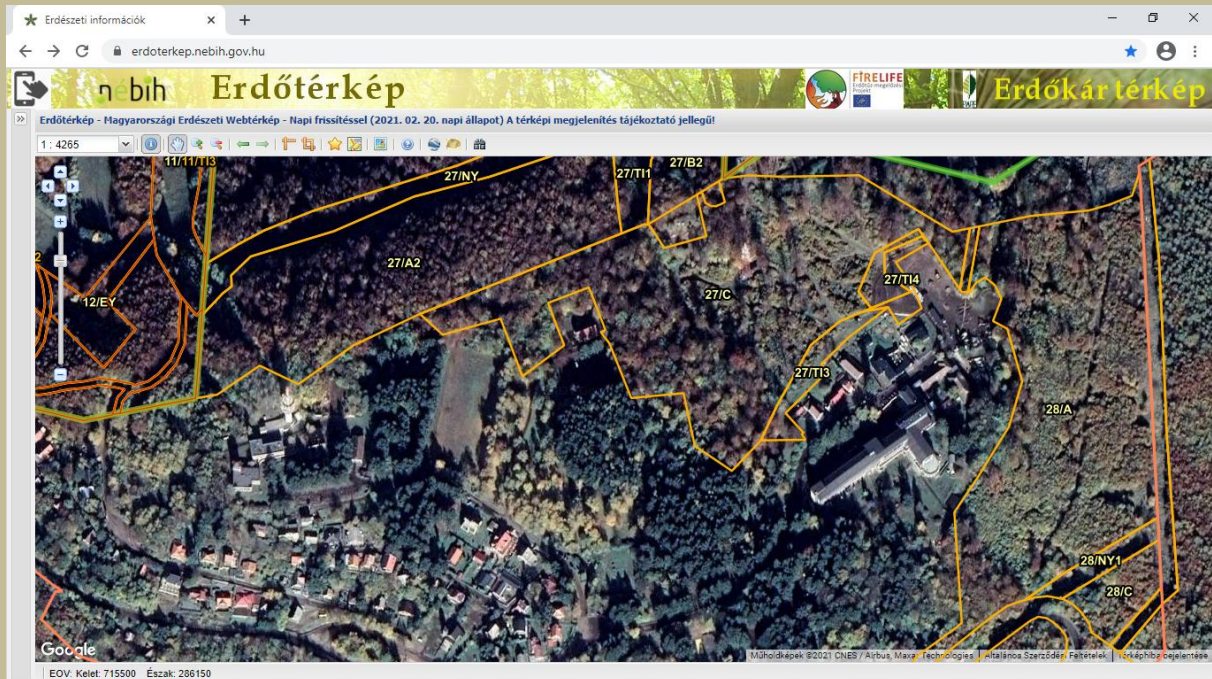 Erdészeti információk
erdoterkep.nebih.gov.hu
nébih Erdőtérkép FIRELIFE Erdőkár térkép
Erdőtérkép - Magyarországi Erdészeti Webtérkép - Napi frissítéssel (2021. 02. 20. napi állapot) A térképi megjelenítés tájékoztató jellegű!
1 : 4265
11/11/TI3
27/NY
27/TI1
27/B2
2
27/A2
12/EY
27/C
27/TI4
27/TI3
28/A
28/NY1
28/C
Google
Műholdképek ©2021 CNES / Airbus, Maxar Technologies Általános Szerződési Feltételek Térképhiba bejelentése
EOV: Kelet: 715500 Észak: 286150